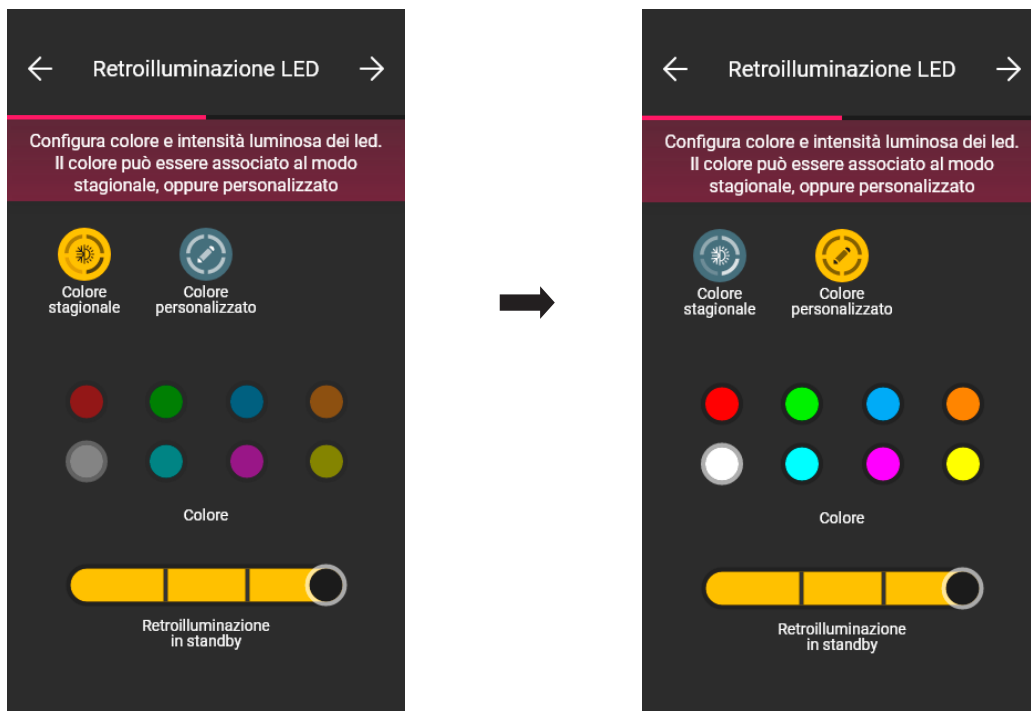 Retroilluminazione LED
Configura colore e intensità luminosa dei led.
Il colore può essere associato al modo
stagionale, oppure personalizzato
Colore
stagionale
Colore
personalizzato
Colore
Retroilluminazione
in standby
Retroilluminazione LED
Configura colore e intensità luminosa dei led.
Il colore può essere associato al modo
stagionale, oppure personalizzato
Colore
stagionale
Colore
personalizzato
Colore
Retroilluminazione
in standby